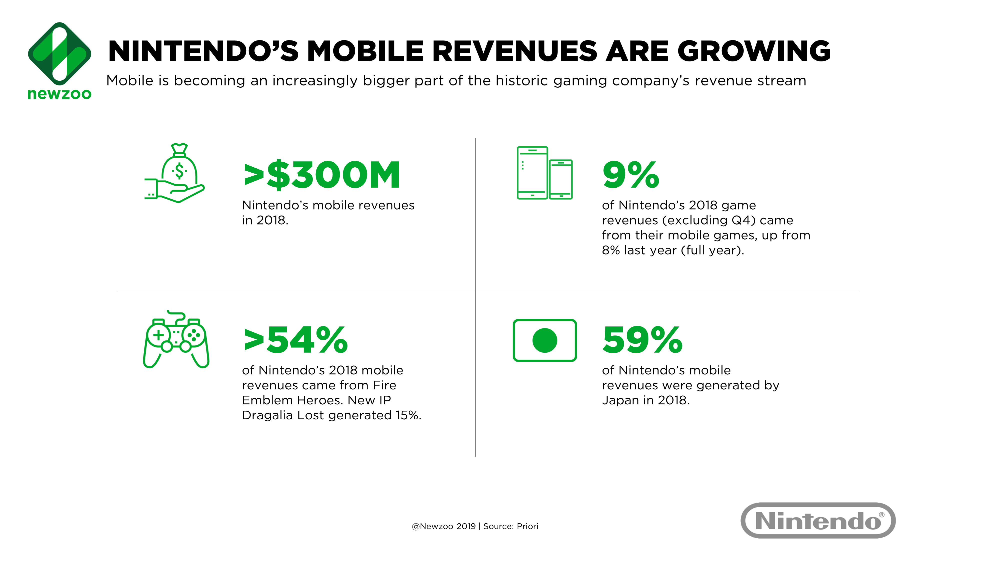 NINTENDO’S MOBILE REVENUES ARE GROWING
Mobile is becoming an increasingly bigger part of the historic gaming company’s revenue stream
newzoo
>$300M
Nintendo’s mobile revenues
in 2018.
9%
of Nintendo’s 2018 game
revenues (excluding Q4) came
from their mobile games, up from
8% last year (full year).
>54%
of Nintendo’s 2018 mobile
revenues came from Fire
Emblem Heroes. New IP
Dragalia Lost generated 15%.
59%
of Nintendo’s mobile
revenues were generated by
Japan in 2018.
@Newzoo 2019 | Source: Priori
Nintendo®